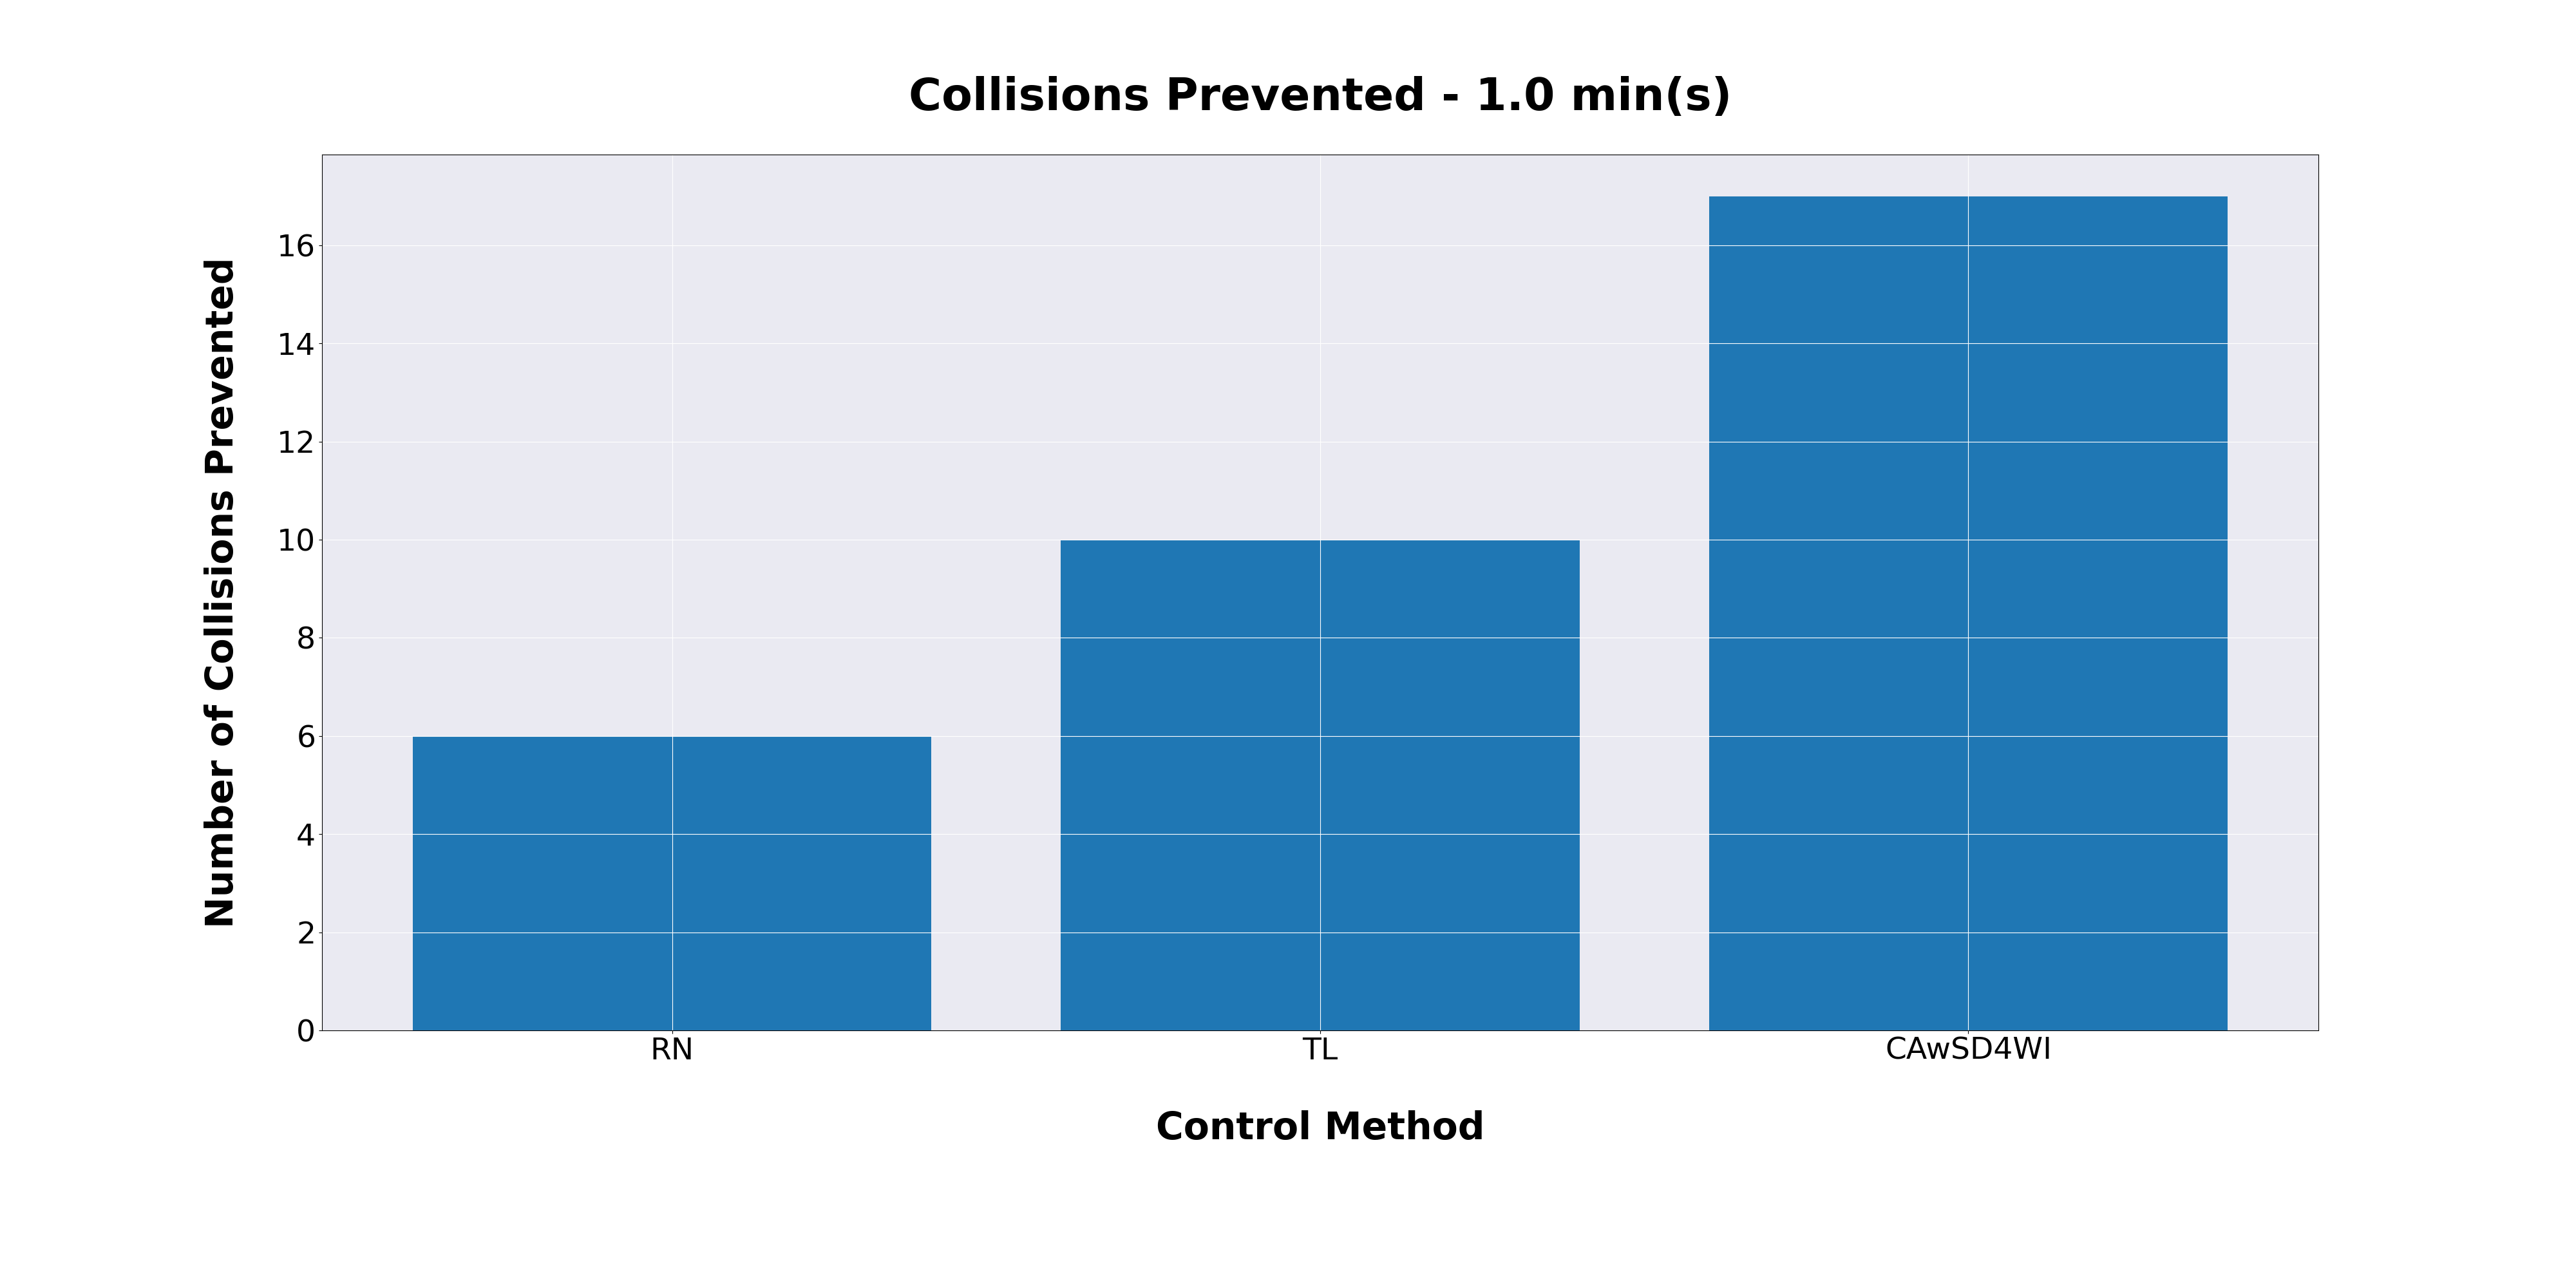 Collisions Prevented - 1.0 min(s)
Number of Collisions Prevented
16
14
12
10
8
6
4
2
0
RN TL CAwSD4WI
Control Method